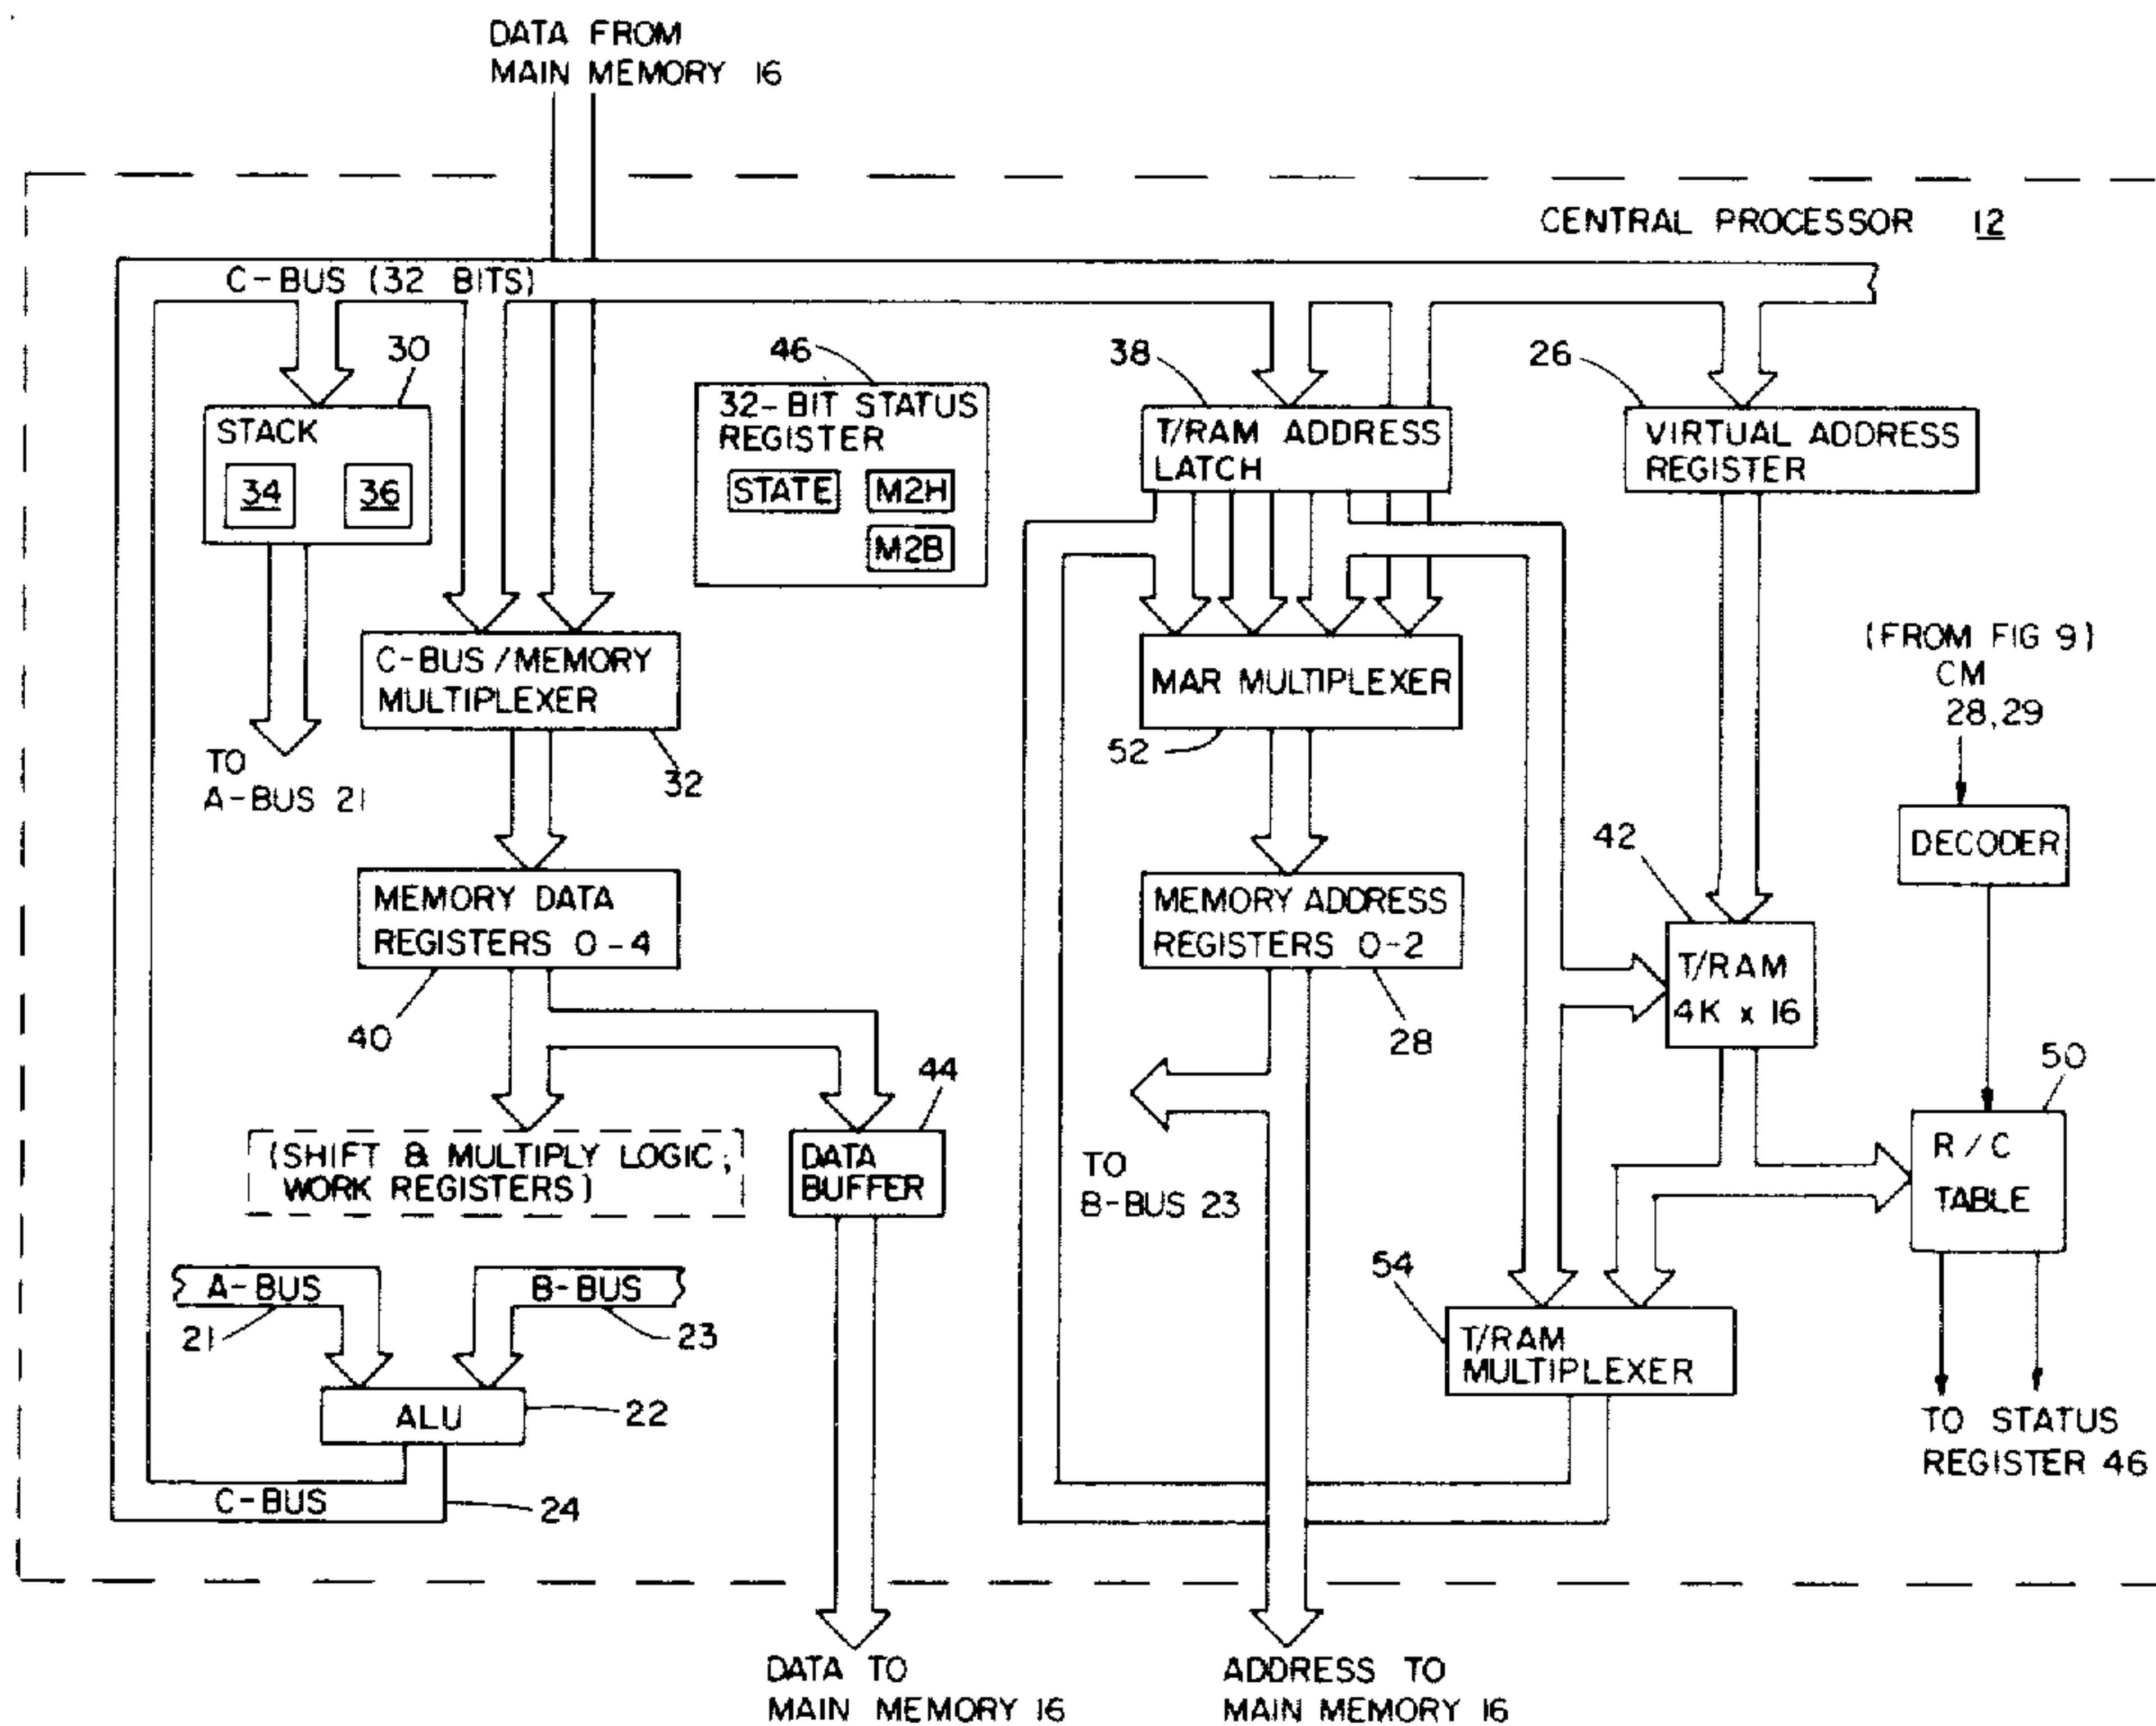 DATA FROM
MAIN MEMORY 16
CENTRAL PROCESSOR 12
C-BUS (32 BITS)
30
46
38
26
STACK
34
36
32-BIT STATUS
REGISTER
STATE
M2H
M2B
T/RAM ADDRESS
LATCH
VIRTUAL ADDRESS
REGISTER
C-BUS/MEMORY
MULTIPLEXER
32
MAR MULTIPLEXER
52
(FROM FIG 9)
CM
28,29
TO
A-BUS 21
DECODER
42
MEMORY DATA
REGISTERS 0-4
40
MEMORY ADDRESS
REGISTERS 0-2
28
T/RAM
4K x 16
50
44
R/C
TABLE
(SHIFT & MULTIPLY LOGIC;
WORK REGISTERS)
DATA
BUFFER
TO
B-BUS 23
A-BUS
21
B-BUS
23
54
T/RAM
MULTIPLEXER
ALU
22
TO STATUS
REGISTER 46
C-BUS
24
DATA TO
MAIN MEMORY 16
ADDRESS TO
MAIN MEMORY 16